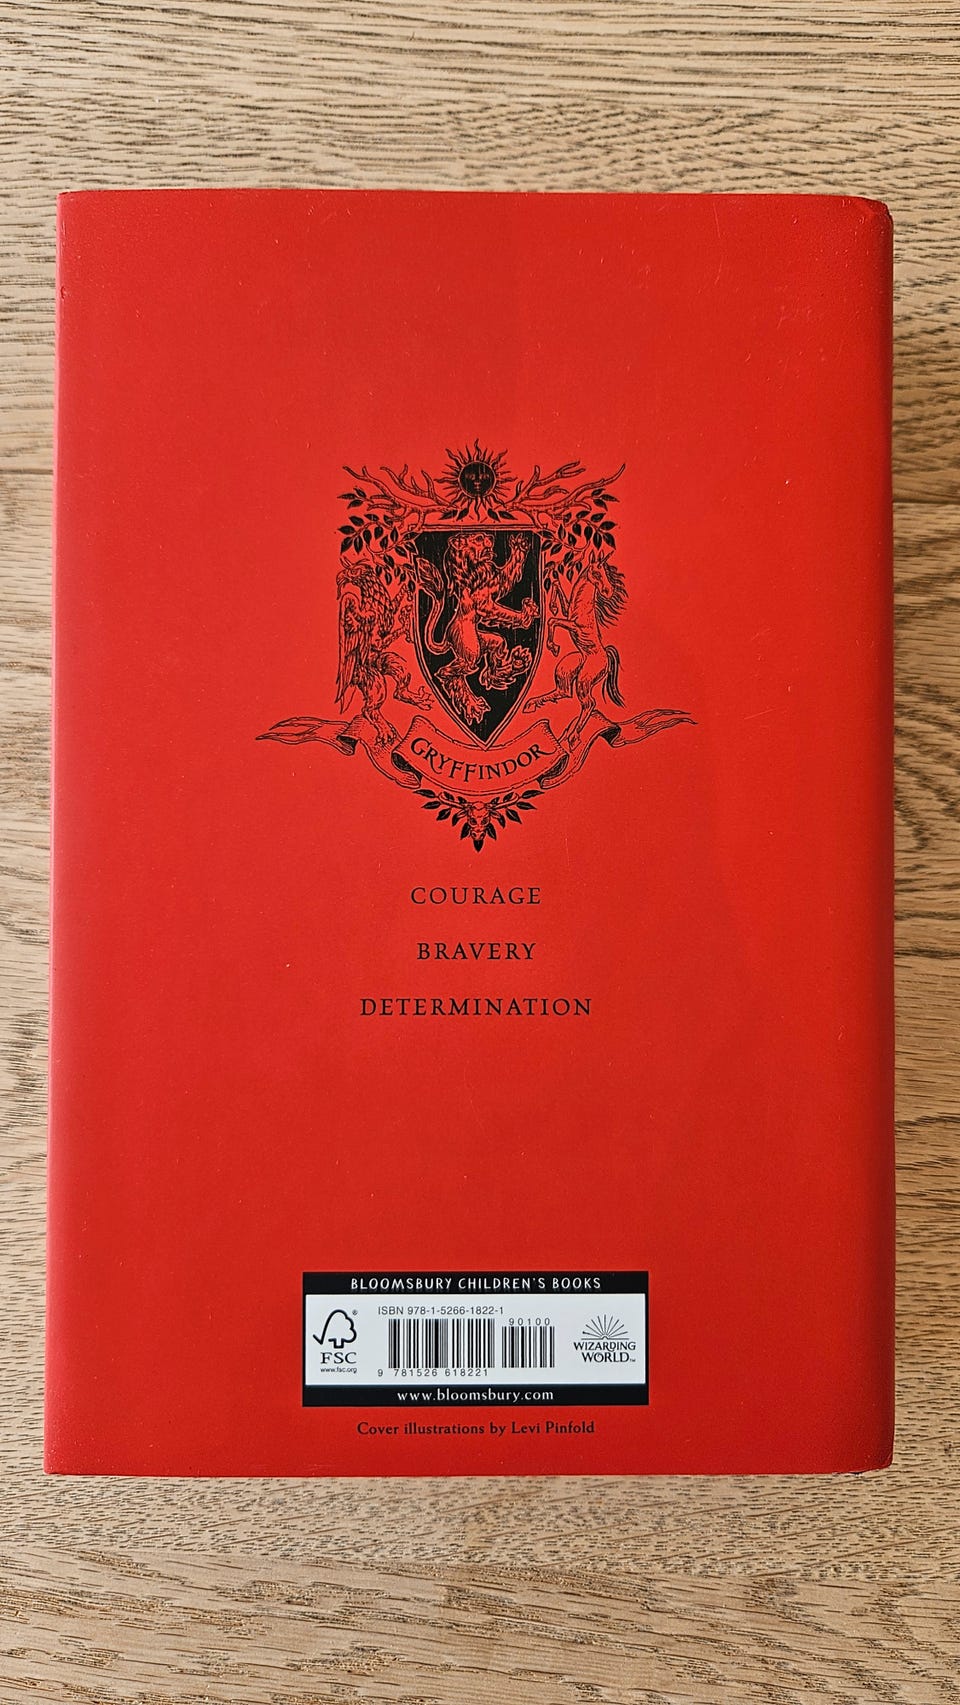 GRYFFINDOR
COURAGE
BRAVERY
DETERMINATION
BLOOMSBURY CHILDREN'S BOOKS
ISBN 978-1-5266-1822-1
90100
FSC
www.fsc.org
9 781526 618221
WIZARDING
WORLD™
www.bloomsbury.com
Cover illustrations by Levi Pinfold